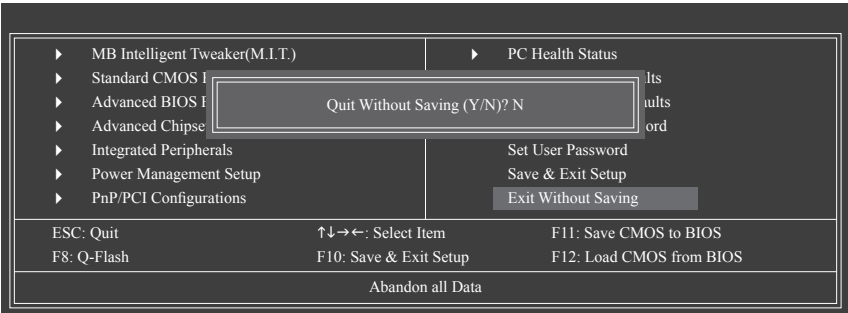 MB Intelligent Tweaker(M.I.T.)
Standard CMOS
Advanced BIOS
Advanced
Integrated Peripherals
Power Management Setup
PnP/PCI Configurations
PC Health Status
Set User Password
Save & Exit Setup
Exit Without Saving
Quit Without Saving (Y/N)? N
ESC: Quit
↑↓→←: Select Item
F11: Save CMOS to BIOS
F8: Q-Flash
F10: Save & Exit Setup
F12: Load CMOS from BIOS
Abandon all Data